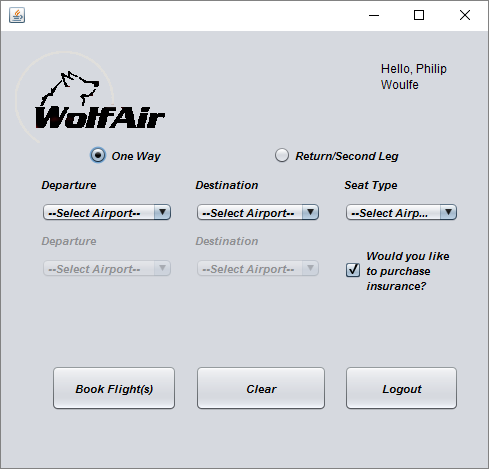 Hello, Philip
Woulfe
WolfAir
One Way
Return/Second Leg
Departure
Destination
Seat Type
--Select Airport--
--Select Airport--
--Select Airp...
Departure
Destination
--Select Airport--
--Select Airport--
Would you like
to purchase
insurance?
Book Flight(s)
Clear
Logout